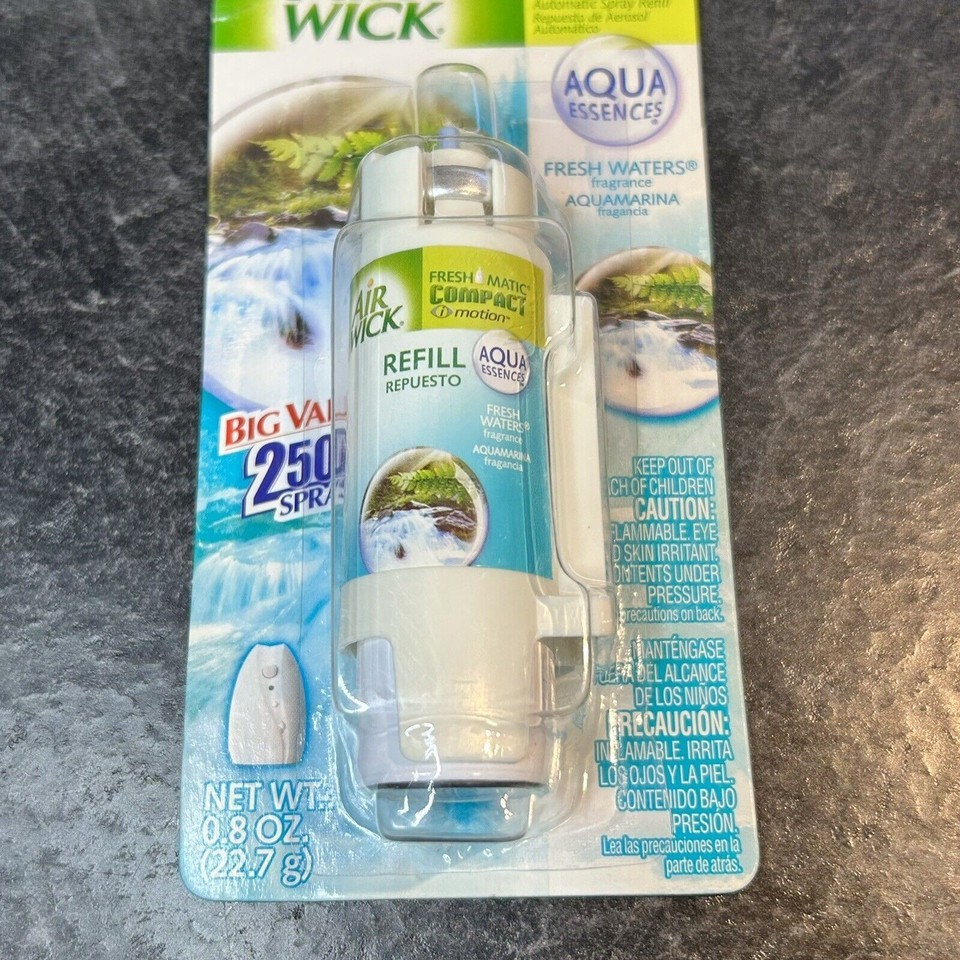 WICK®
Automatic Spray Refill
Repuesto de Aerosol
Automático
AQUA
ESSENCES®
FRESH WATERS®
fragrance
AQUAMARINA
fragancia
AIR
WICK®
FRESH MATIC®
COMPACT
i motion™
REFILL
REPUESTO
AQUA
ESSENCES
FRESH
WATERS®
fragrance
AQUAMARINA
fragancia
BIG VAL
250
SPRA
KEEP OUT OF
CH OF CHILDREN
CAUTION:
FLAMMABLE. EYE
D SKIN IRRITANT.
ONTENTS UNDER
PRESSURE.
recautions on back.
MANTÉNGASE
FUERA DEL ALCANCE
DE LOS NIÑOS
PRECAUCIÓN:
INFLAMABLE. IRRITA
LOS OJOS Y LA PIEL.
CONTENIDO BAJO
PRESIÓN.
Lea las precauciones en la
parte de atrás.
NET WT.
0.8 OZ.
(22.7 g)